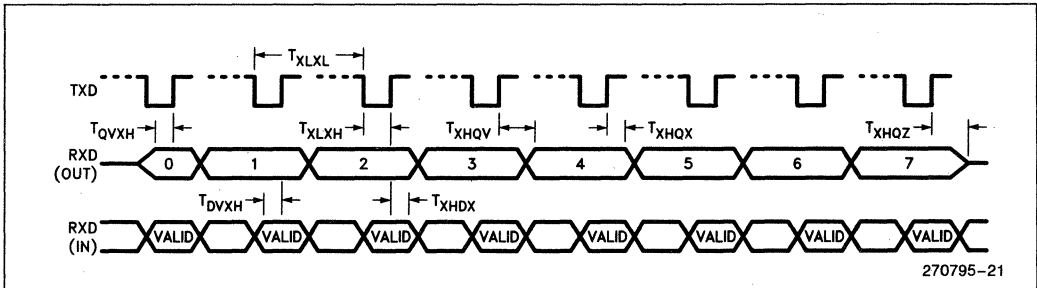 T_XLXL
TXD
T_QVXH T_XLXH T_XHQV T_XHQX T_XHQZ
RXD (OUT) 0 1 2 3 4 5 6 7
T_DVXH T_XHDX
RXD (IN) VALID VALID VALID VALID VALID VALID VALID VALID
270795-21